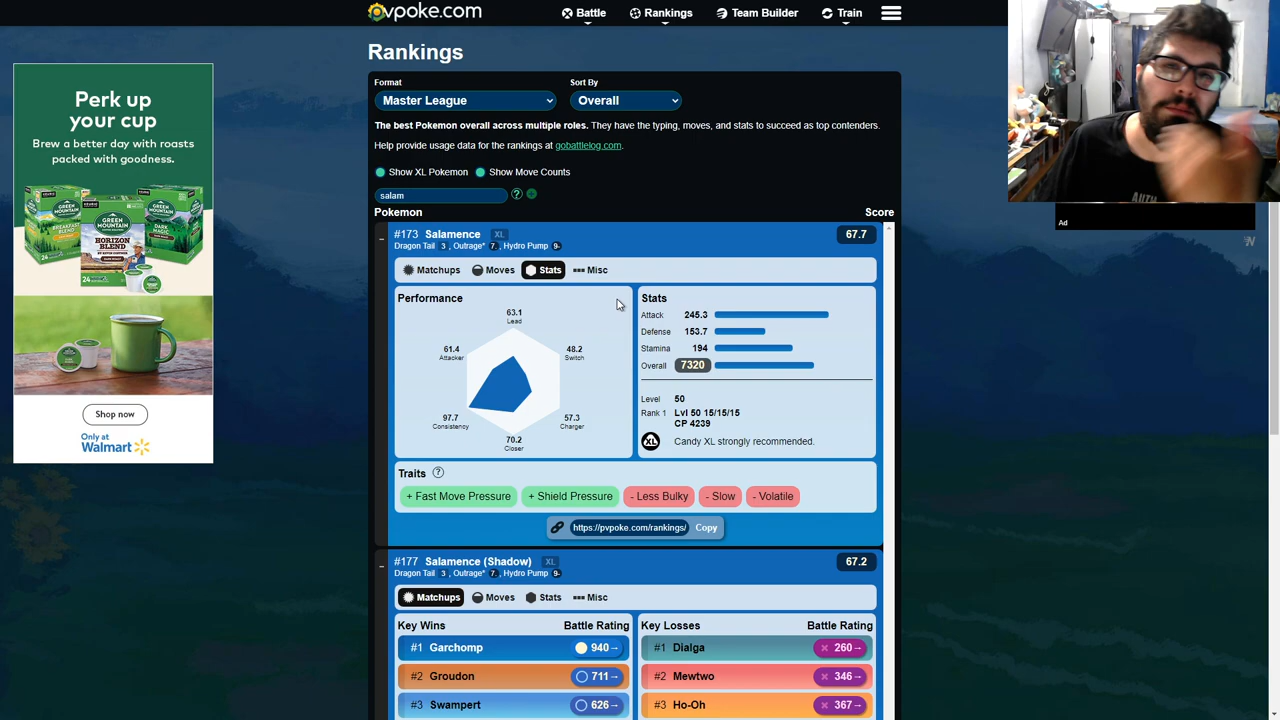 pvpoke.com
Battle
Rankings
Team Builder
Train
Rankings
Format
Sort By
Master League
Overall
The best Pokemon overall across multiple roles. They have the typing, moves, and stats to succeed as top contenders.
Help provide usage data for the rankings at gobattlelog.com.
Show XL Pokemon
Show Move Counts
salam
?
Pokemon
Score
#173 Salamence XL
67.7
Dragon Tail 3, Outrage* 7, Hydro Pump 9-
Matchups
Moves
Stats
Misc
Performance
63.1
Lead
61.4
Attacker
48.2
Switch
97.7
Consistency
57.3
Charger
70.2
Closer
Stats
Attack 245.3
Defense 153.7
Stamina 194
Overall 7320
Level 50
Rank 1 Lvl 50 15/15/15
CP 4239
XL Candy XL strongly recommended.
Traits ?
+ Fast Move Pressure
+ Shield Pressure
- Less Bulky
- Slow
- Volatile
https://pvpoke.com/rankings/ Copy
#177 Salamence (Shadow) XL
67.2
Dragon Tail 3, Outrage* 7, Hydro Pump 9-
Matchups
Moves
Stats
Misc
Key Wins
Battle Rating
#1 Garchomp 940→
#2 Groudon 711→
#3 Swampert 626→
Key Losses
Battle Rating
#1 Dialga × 260→
#2 Mewtwo × 346→
#3 Ho-Oh × 367→
Perk up
your cup
Brew a better day with roasts
packed with goodness.
GREEN
MOUNTAIN
GREEN
MOUNTAIN
HORIZON
BLEND
GREEN
MOUNTAIN
Shop now
Only at
Walmart
Ad